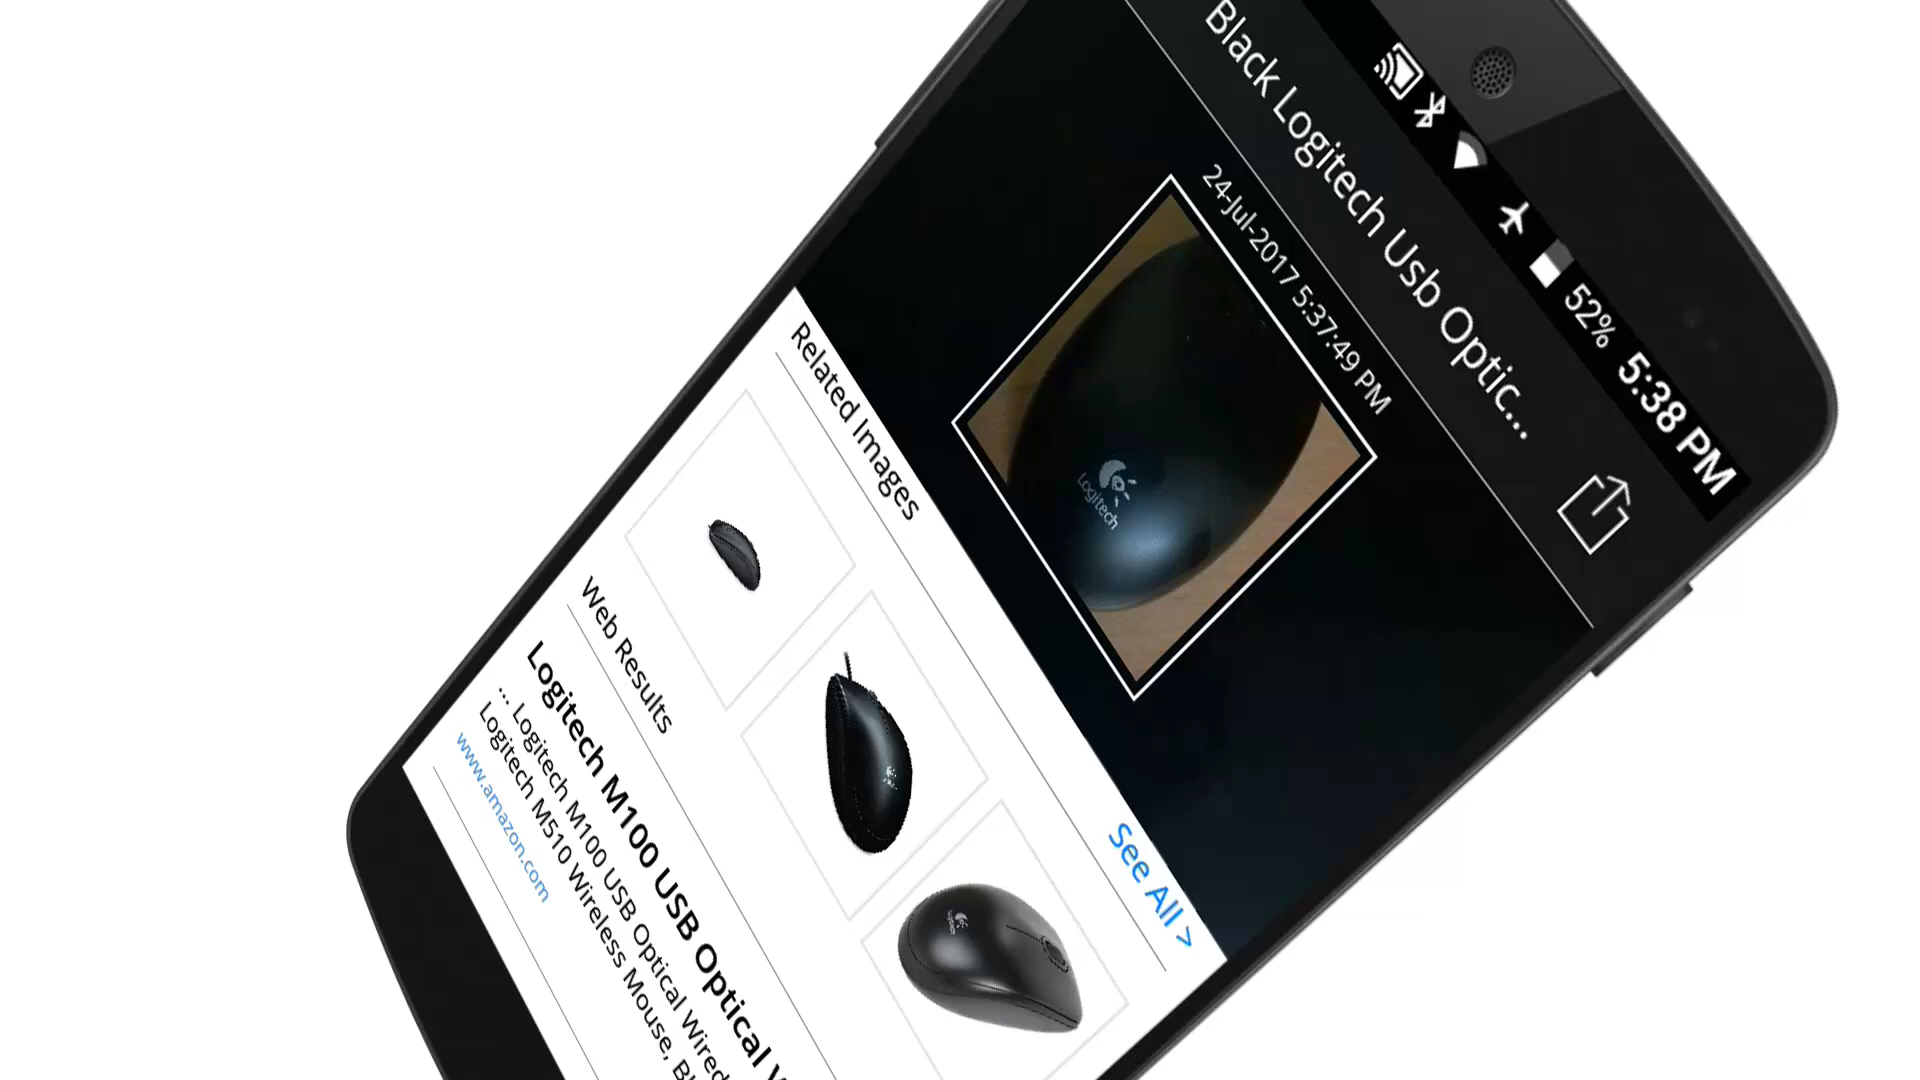 52% 5:38 PM
Black Logitech Usb Optic...
24-Jul-2017 5:37:49 PM
Logitech
Related Images
See All >
Web Results
Logitech M100 USB Optical
... Logitech M100 USB Optical Wired
Logitech M510 Wireless Mouse,
www.amazon.com